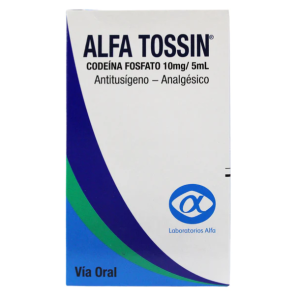 ALFA TOSSIN®
CODEÍNA FOSFATO 10mg/ 5mL
Antitusígeno – Analgésico
α
Laboratorios Alfa
Vía Oral